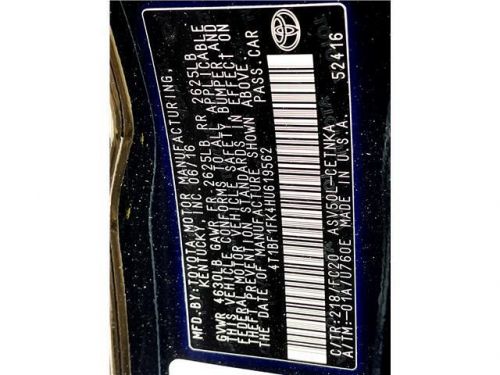 MFD. BY: TOYOTA MOTOR MANUFACTURING,
KENTUCKY, INC. 06/16
GVWR 4630LB GAWR FR 2625LB RR 2625LB
THIS VEHICLE CONFORMS TO ALL APPLICABLE
FEDERAL MOTOR VEHICLE SAFETY, BUMPER, AND
THEFT PREVENTION STANDARDS IN EFFECT ON
THE DATE OF MANUFACTURE SHOWN ABOVE.
4T1BF1FK4HU619562 PASS. CAR
C/TR: 218/FC20 ASV50L-CETNKA 52416
A/TM: -01A/U760E MADE IN U.S.A.